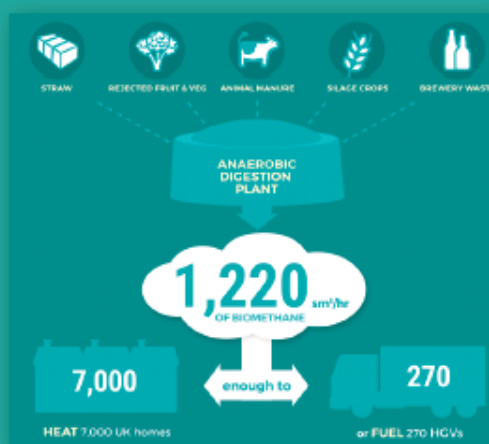 STRAW
REJECTED FRUIT & VEG
ANIMAL MANURE
SILAGE CROPS
BREWERY WAST
ANAEROBIC
DIGESTION
PLANT
1,220 sm³/hr
OF BIOMETHANE
7,000
enough to
270
HEAT 7,000 UK homes
or FUEL 270 HGVs